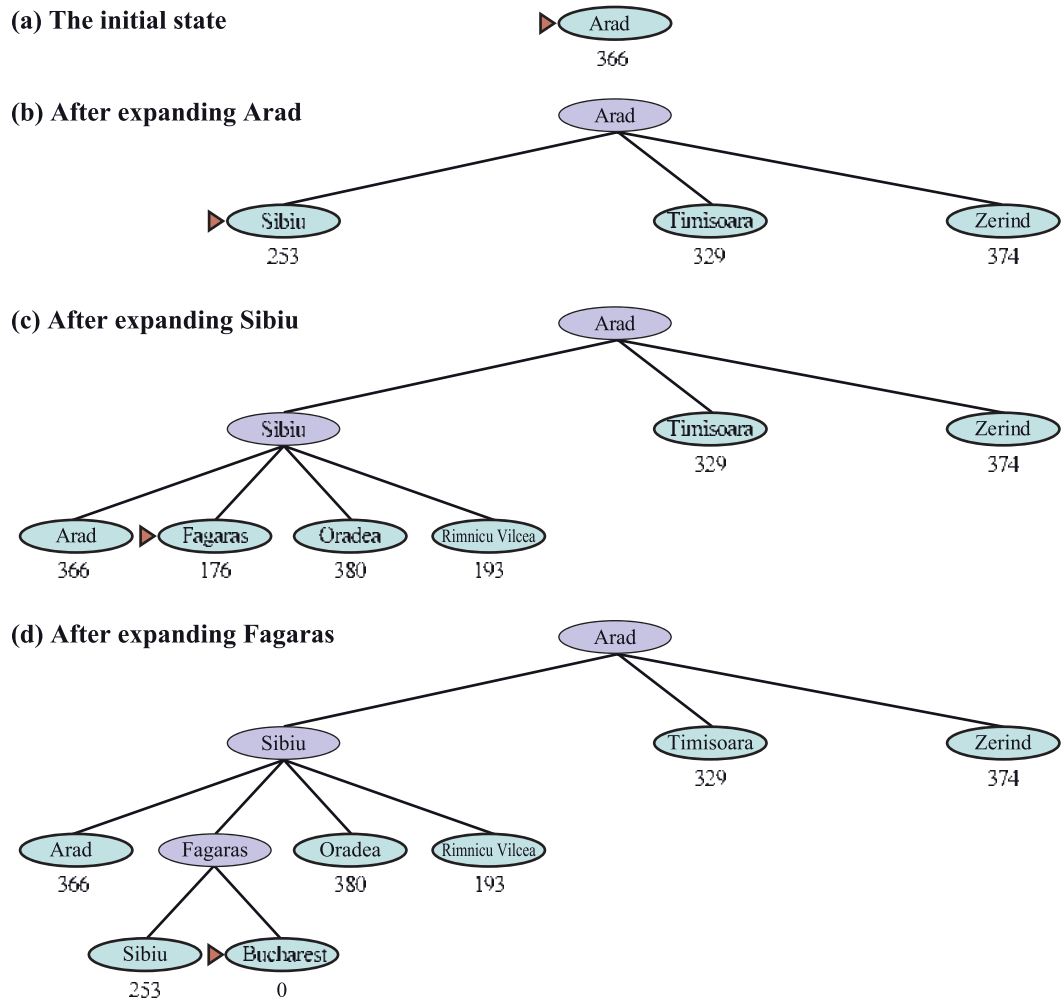 (a) The initial state
Arad
366
(b) After expanding Arad
Arad
Sibiu
Timisoara
Zerind
253
329
374
(c) After expanding Sibiu
Arad
Sibiu
Timisoara
Zerind
329
374
Arad
Fagaras
Oradea
Rimnicu Vilcea
366
176
380
193
(d) After expanding Fagaras
Arad
Sibiu
Timisoara
Zerind
329
374
Arad
Fagaras
Oradea
Rimnicu Vilcea
366
380
193
Sibiu
Bucharest
253
0